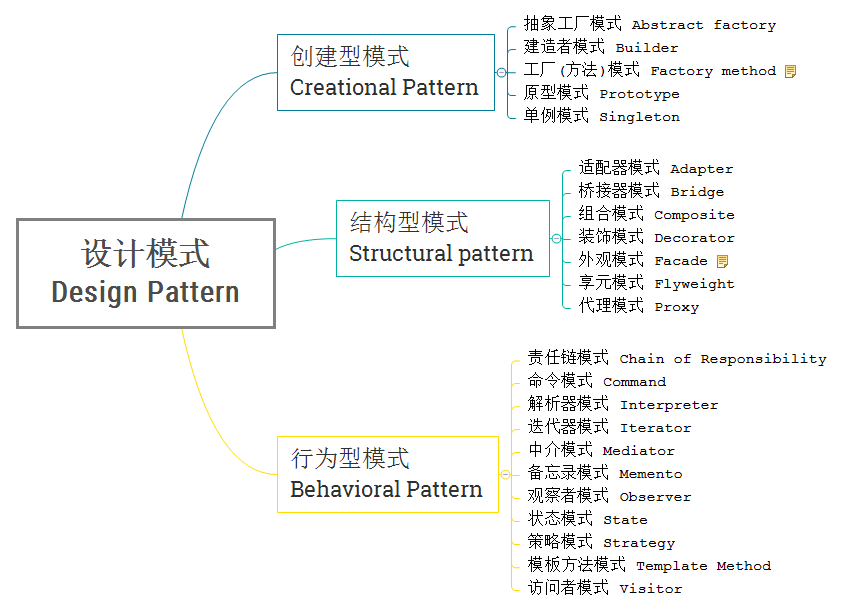 设计模式
Design Pattern
创建型模式
Creational Pattern
抽象工厂模式 Abstract factory
建造者模式 Builder
工厂(方法)模式 Factory method
原型模式 Prototype
单例模式 Singleton
结构型模式
Structural pattern
适配器模式 Adapter
桥接器模式 Bridge
组合模式 Composite
装饰模式 Decorator
外观模式 Facade
享元模式 Flyweight
代理模式 Proxy
行为型模式
Behavioral Pattern
责任链模式 Chain of Responsibility
命令模式 Command
解析器模式 Interpreter
迭代器模式 Iterator
中介模式 Mediator
备忘录模式 Memento
观察者模式 Observer
状态模式 State
策略模式 Strategy
模板方法模式 Template Method
访问者模式 Visitor